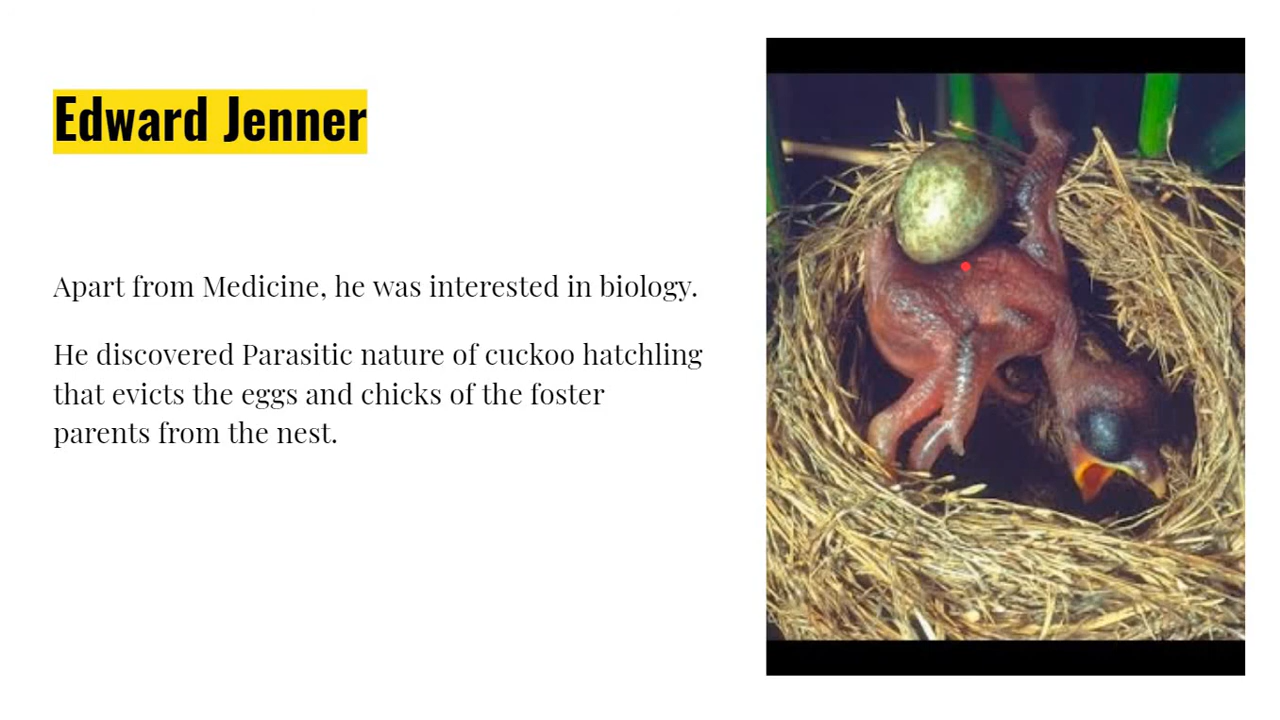 Edward Jenner
Apart from Medicine, he was interested in biology.
He discovered Parasitic nature of cuckoo hatchling
that evicts the eggs and chicks of the foster
parents from the nest.